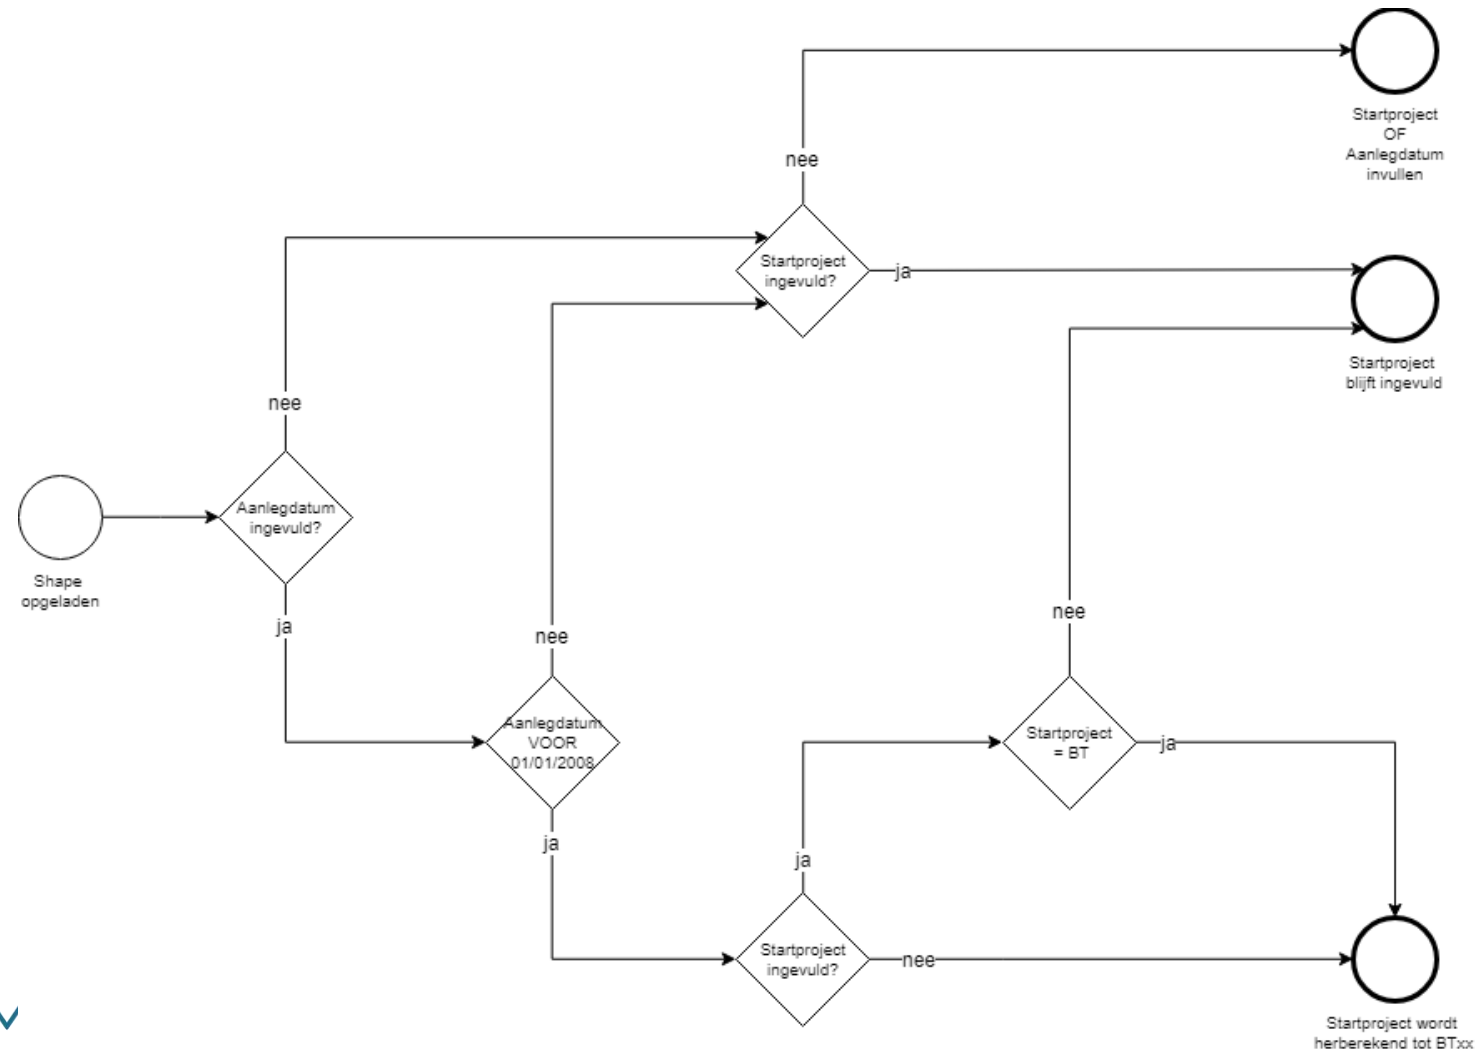 Startproject
OF
Aanlegdatum
invullen
nee
Startproject
ingevuld?
ja
Startproject
blijft ingevuld
nee
Aanlegdatum
ingevuld?
Shape
opgeladen
ja
nee
nee
Aanlegdatum
VOOR
01/01/2008
Startproject
= BT
ja
ja
ja
Startproject
ingevuld?
nee
Startproject wordt
herberekend tot BTxx